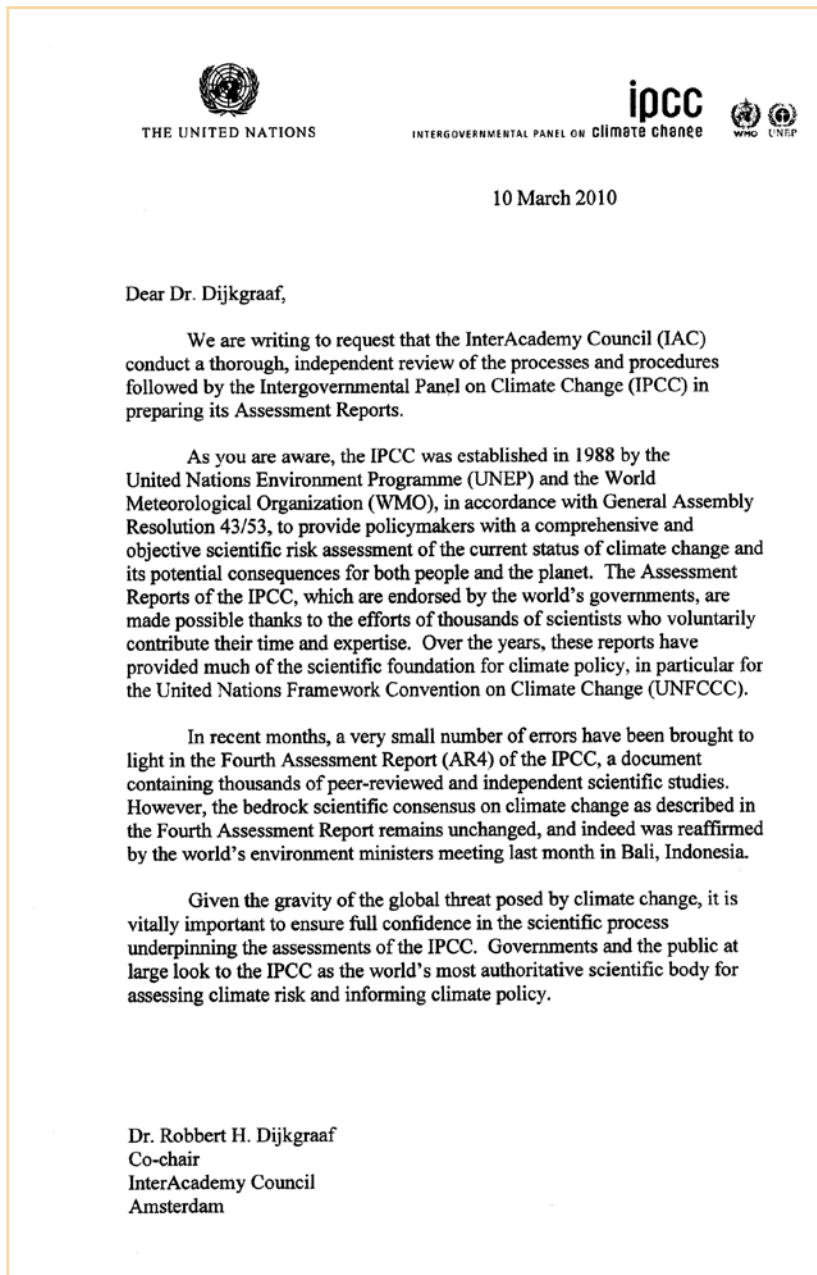 THE UNITED NATIONS
ipcc
INTERGOVERNMENTAL PANEL ON climate change
WMO UNEP
10 March 2010
Dear Dr. Dijkgraaf,
We are writing to request that the InterAcademy Council (IAC)
conduct a thorough, independent review of the processes and procedures
followed by the Intergovernmental Panel on Climate Change (IPCC) in
preparing its Assessment Reports.
As you are aware, the IPCC was established in 1988 by the
United Nations Environment Programme (UNEP) and the World
Meteorological Organization (WMO), in accordance with General Assembly
Resolution 43/53, to provide policymakers with a comprehensive and
objective scientific risk assessment of the current status of climate change and
its potential consequences for both people and the planet. The Assessment
Reports of the IPCC, which are endorsed by the world's governments, are
made possible thanks to the efforts of thousands of scientists who voluntarily
contribute their time and expertise. Over the years, these reports have
provided much of the scientific foundation for climate policy, in particular for
the United Nations Framework Convention on Climate Change (UNFCCC).
In recent months, a very small number of errors have been brought to
light in the Fourth Assessment Report (AR4) of the IPCC, a document
containing thousands of peer-reviewed and independent scientific studies.
However, the bedrock scientific consensus on climate change as described in
the Fourth Assessment Report remains unchanged, and indeed was reaffirmed
by the world's environment ministers meeting last month in Bali, Indonesia.
Given the gravity of the global threat posed by climate change, it is
vitally important to ensure full confidence in the scientific process
underpinning the assessments of the IPCC. Governments and the public at
large look to the IPCC as the world's most authoritative scientific body for
assessing climate risk and informing climate policy.
Dr. Robbert H. Dijkgraaf
Co-chair
InterAcademy Council
Amsterdam